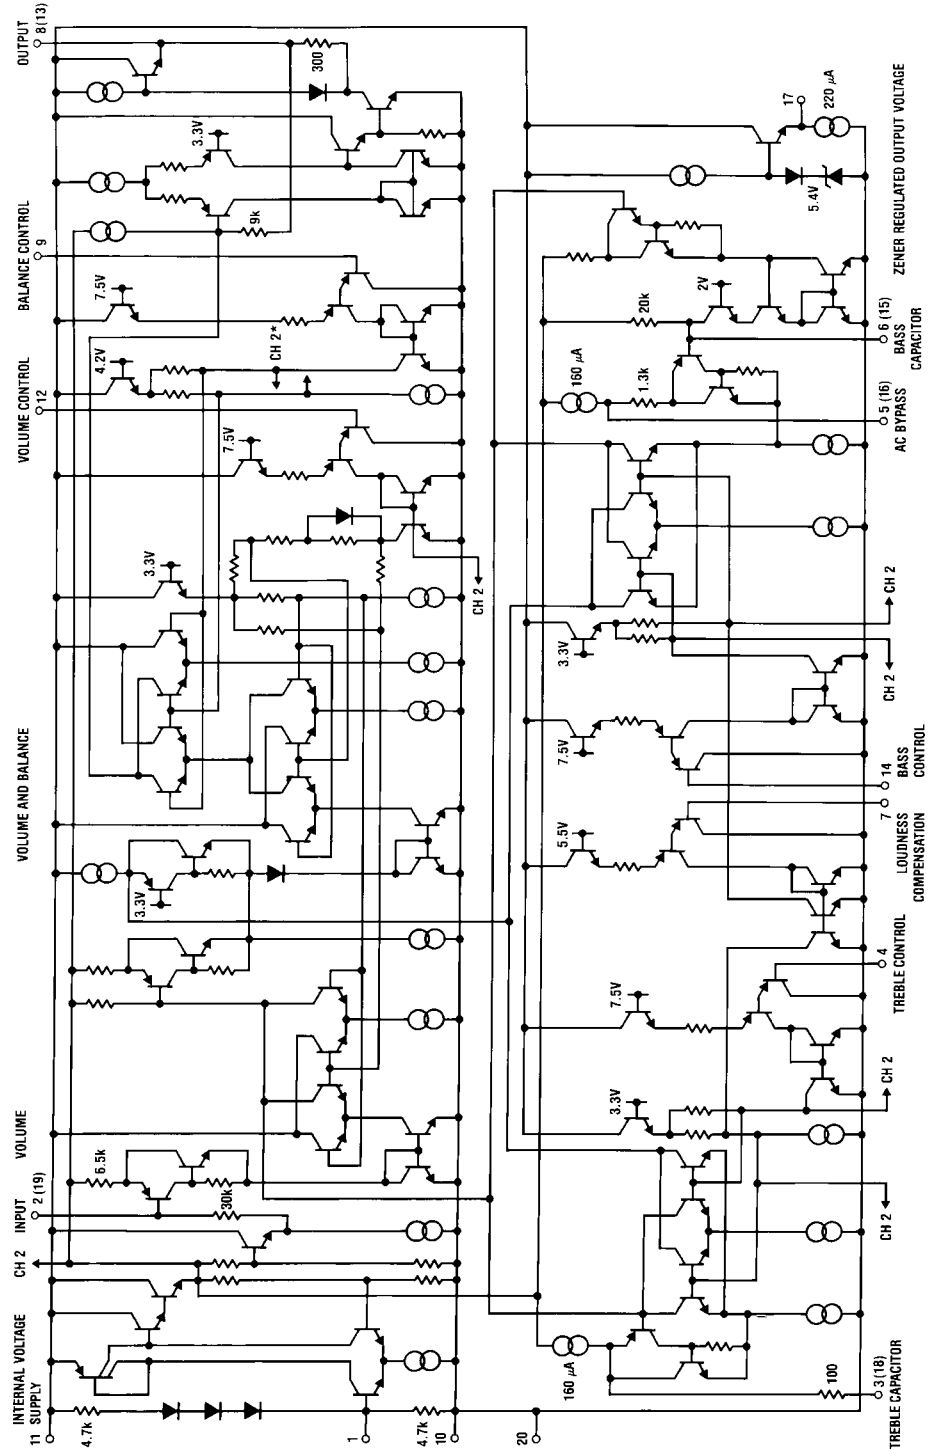 INTERNAL VOLTAGE
SUPPLY
11
4.7k
1
4.7k
10
20
CH 2
INPUT
2 (19)
6.5k
30k
VOLUME
3.3V
VOLUME AND BALANCE
3.3V
CH 2
VOLUME CONTROL
12
7.5V
4.2V
CH 2*
7.5V
BALANCE CONTROL
9
9k
3.3V
300
OUTPUT
8 (13)
160 µA
100
3 (18)
TREBLE CAPACITOR
CH 2
3.3V
CH 2
7.5V
4
TREBLE CONTROL
5.5V
7
LOUDNESS
COMPENSATION
7.5V
14
BASS
CONTROL
3.3V
CH 2
CH 2
160 µA
1.3k
5 (16)
AC BYPASS
20k
2V
6 (15)
BASS
CAPACITOR
5.4V
17
220 µA
ZENER REGULATED OUTPUT VOLTAGE